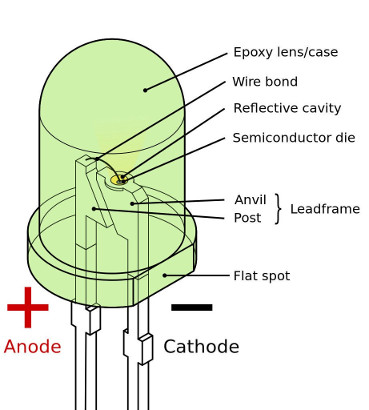 Epoxy lens/case
Wire bond
Reflective cavity
Semiconductor die
Anvil
Post
Leadframe
Flat spot
Anode
Cathode